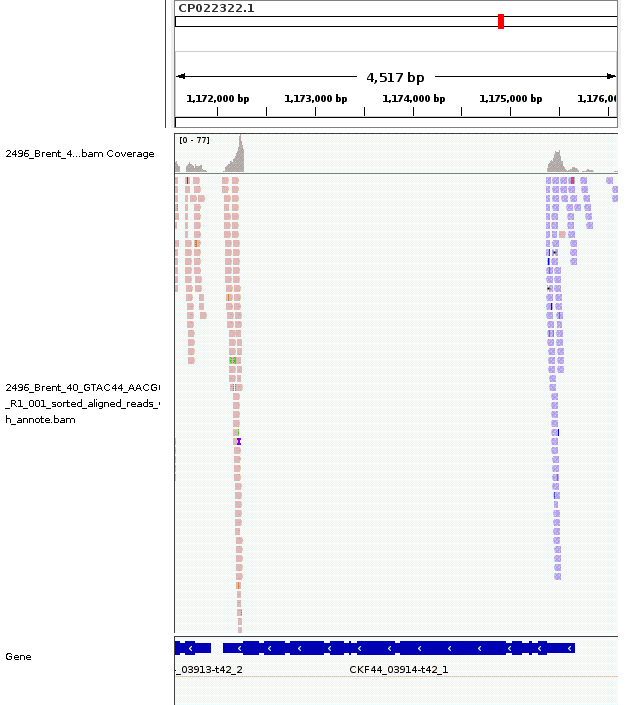 CP022322.1
4,517 bp
1,172,000 bp 1,173,000 bp 1,174,000 bp 1,175,000 bp 1,176,0
[0 - 77]
2496_Brent_4...bam Coverage
2496_Brent_40_GTAC44_AACG
_R1_001_sorted_aligned_reads_
h_annote.bam
Gene
_03913-t42_2 CKF44_03914-t42_1